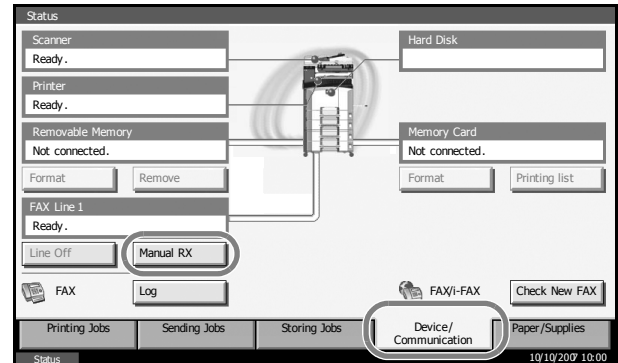 Status
Scanner
Ready.
Hard Disk
Printer
Ready.
Removable Memory
Not connected.
Memory Card
Not connected.
Format
Remove
Format
Printing list
FAX Line 1
Ready.
Line Off
Manual RX
FAX
Log
FAX/i-FAX
Check New FAX
Printing Jobs
Sending Jobs
Storing Jobs
Device/
Communication
Paper/Supplies
Status
10/10/2007 10:00